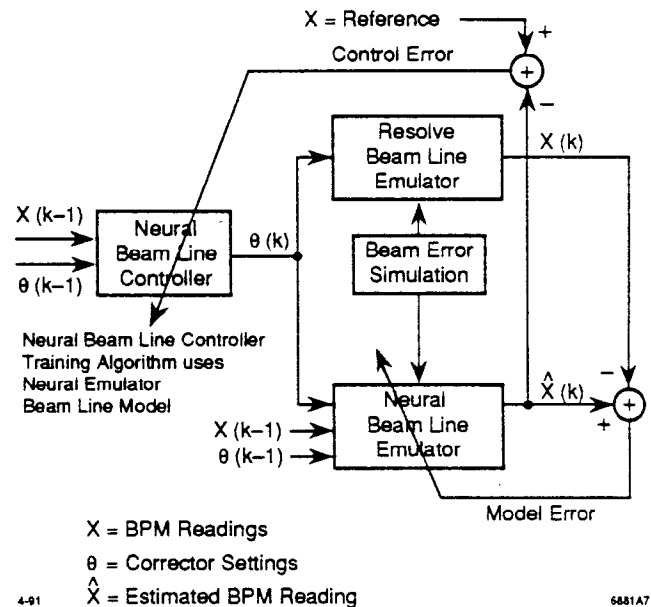 X = Reference
+
Control Error
+
−
Resolve
Beam Line
Emulator
X (k)
X (k−1)
Neural
Beam Line
Controller
θ (k)
θ (k−1)
Beam Error
Simulation
Neural Beam Line Controller
Training Algorithm uses
Neural Emulator
Beam Line Model
Neural
Beam Line
Emulator
X̂ (k)
−
+
+
X (k−1)
θ (k−1)
Model Error
X = BPM Readings
θ = Corrector Settings
X̂ = Estimated BPM Reading
4-91
6881A7